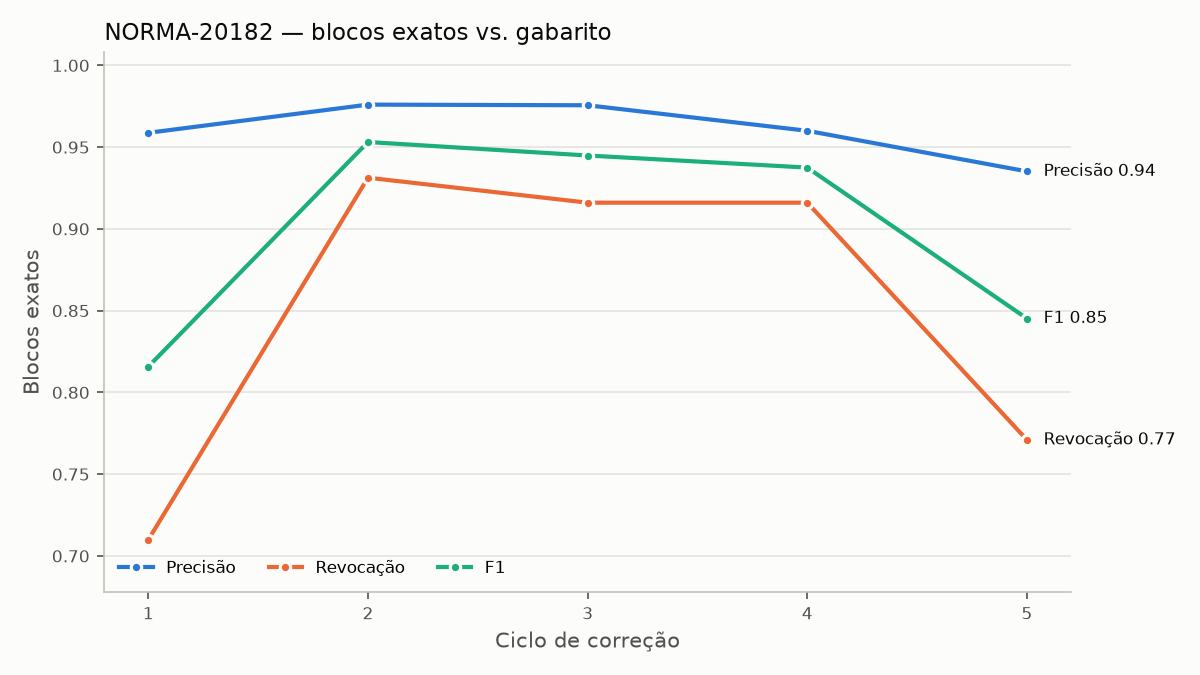 NORMA-20182 — blocos exatos vs. gabarito
1.00
0.95
0.90
0.85
0.80
0.75
0.70
Blocos exatos
Precisão 0.94
F1 0.85
Revocação 0.77
Precisão Revocação F1
1 2 3 4 5
Ciclo de correção